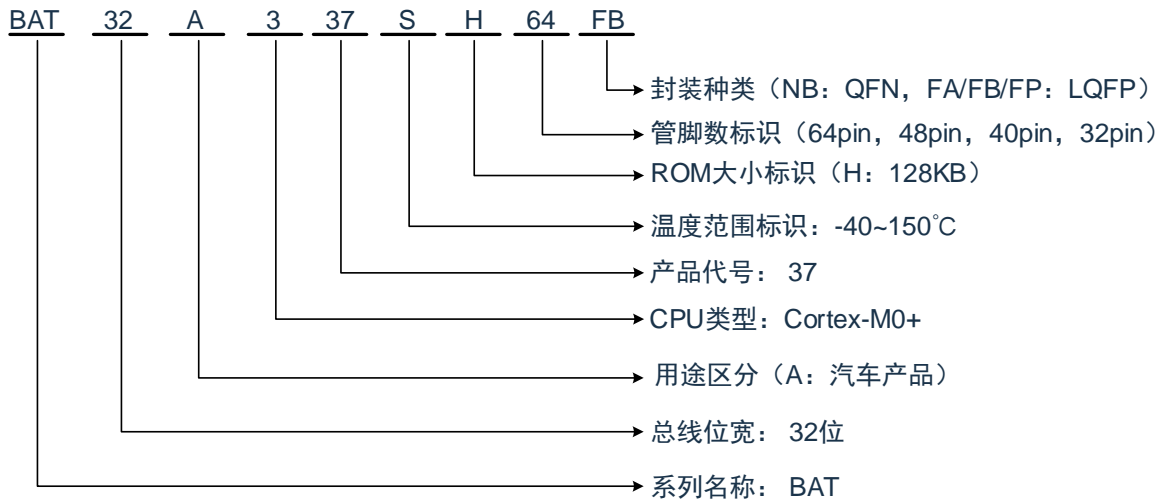 BAT 32 A 3 37 S H 64 FB
封装种类（NB：QFN，FA/FB/FP：LQFP）
管脚数标识（64pin，48pin，40pin，32pin）
ROM大小标识（H：128KB）
温度范围标识：-40~150℃
产品代号： 37
CPU类型：Cortex-M0+
用途区分（A：汽车产品）
总线位宽： 32位
系列名称： BAT